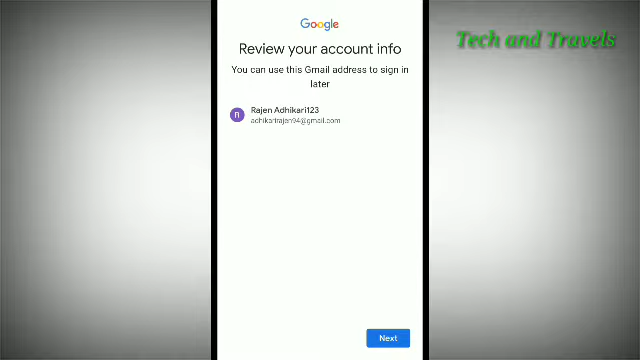 Google
Tech and Travels
Review your account info
You can use this Gmail address to sign in
later
R
Rajen Adhikari123
adhikarirajen94@gmail.com
Next